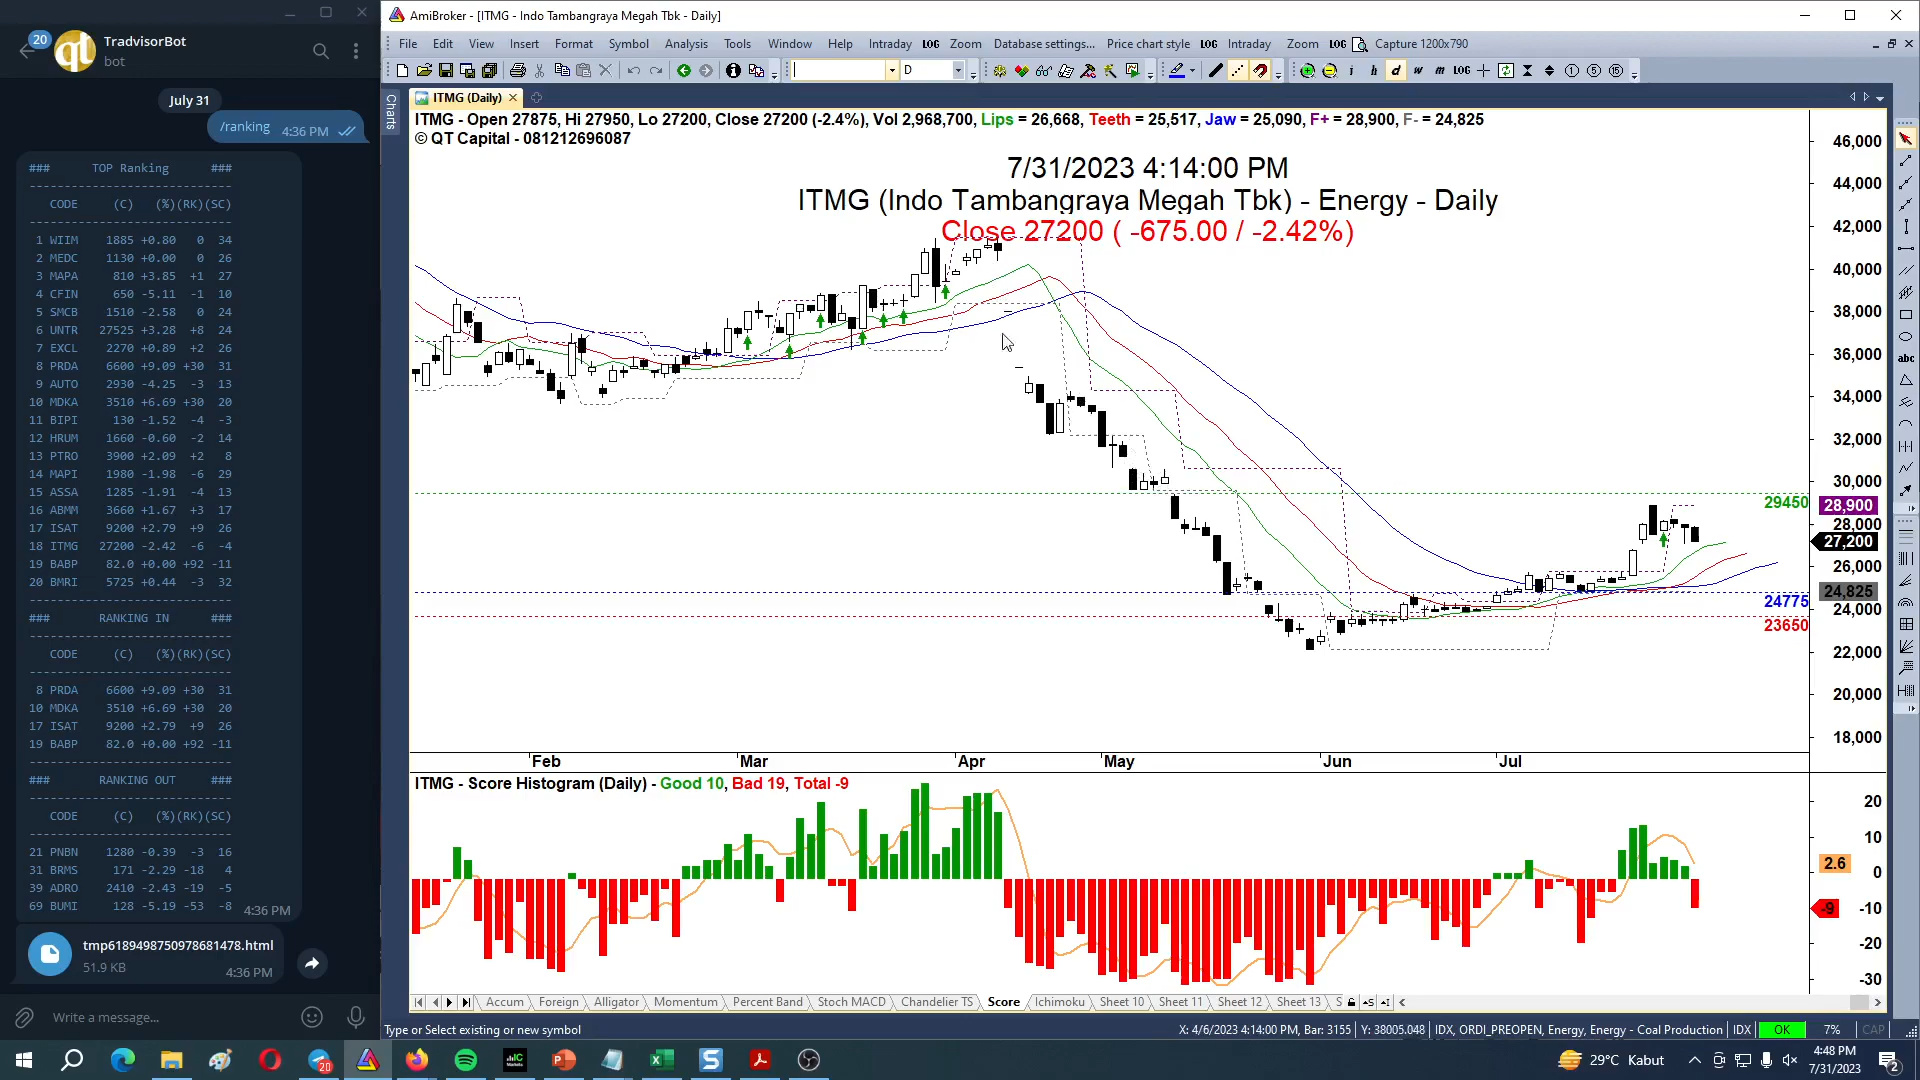 20
TradvisorBot
bot
July 31
/ranking 4:36 PM
### TOP Ranking ###
CODE (C) (%)(RK)(SC)
1 WIIM 1885 +0.80 0 34
2 MEDC 1130 +0.00 0 26
3 MAPA 810 +3.85 +1 27
4 CFIN 650 -5.11 -1 10
5 SMCB 1510 -2.58 0 24
6 UNTR 27525 +3.28 +8 24
7 EXCL 2270 +0.89 +2 26
8 PRDA 6600 +9.09 +30 31
9 AUTO 2930 -4.25 -3 13
10 MDKA 3510 +6.69 +30 20
11 BIPI 130 -1.52 -4 -3
12 HRUM 1660 -0.60 -2 14
13 PTRO 3900 +2.09 +2 8
14 MAPI 1980 -1.98 -6 29
15 ASSA 1285 -1.91 -4 13
16 ABMM 3660 +1.67 +3 17
17 ISAT 9200 +2.79 +9 26
18 ITMG 27200 -2.42 -6 -4
19 BABP 82.0 +0.00 +92 -11
20 BMRI 5725 +0.44 -3 32
### RANKING IN ###
CODE (C) (%)(RK)(SC)
8 PRDA 6600 +9.09 +30 31
10 MDKA 3510 +6.69 +30 20
17 ISAT 9200 +2.79 +9 26
19 BABP 82.0 +0.00 +92 -11
### RANKING OUT ###
CODE (C) (%)(RK)(SC)
21 PNBN 1280 -0.39 -3 16
31 BRMS 171 -2.29 -18 4
39 ADRO 2410 -2.43 -19 -5
69 BUMI 128 -5.19 -53 -8
4:36 PM
tmp6189498750978681478.html
51.9 KB
4:36 PM
Write a message...
AmiBroker - [ITMG - Indo Tambangraya Megah Tbk - Daily]
File Edit View Insert Format Symbol Analysis Tools Window Help Intraday LOG Zoom Database settings... Price chart style LOG Intraday Zoom LOG Capture 1200x790
D
i h d w m LOG
Charts
ITMG (Daily)
ITMG - Open 27875, Hi 27950, Lo 27200, Close 27200 (-2.4%), Vol 2,968,700, Lips = 26,668, Teeth = 25,517, Jaw = 25,090, F+ = 28,900, F- = 24,825
© QT Capital - 081212696087
7/31/2023 4:14:00 PM
ITMG (Indo Tambangraya Megah Tbk) - Energy - Daily
Close 27200 ( -675.00 / -2.42%)
46,000
44,000
42,000
40,000
38,000
36,000
34,000
32,000
30,000
29450
28,900
28,000
27,200
26,000
24,825
24775
24,000
23650
22,000
20,000
18,000
abc
Feb Mar Apr May Jun Jul
ITMG - Score Histogram (Daily) - Good 10, Bad 19, Total -9
20
10
2.6
0
-9
-10
-20
-30
Accum Foreign Alligator Momentum Percent Band Stoch MACD Chandelier TS Score Ichimoku Sheet 10 Sheet 11 Sheet 12 Sheet 13 S
Type or Select existing or new symbol
X: 4/6/2023 4:14:00 PM, Bar: 3155 Y: 38005.048 IDX, ORDI_PREOPEN, Energy, Energy - Coal Production IDX OK 7% CAP
20
29°C Kabut
4:48 PM
7/31/2023
2